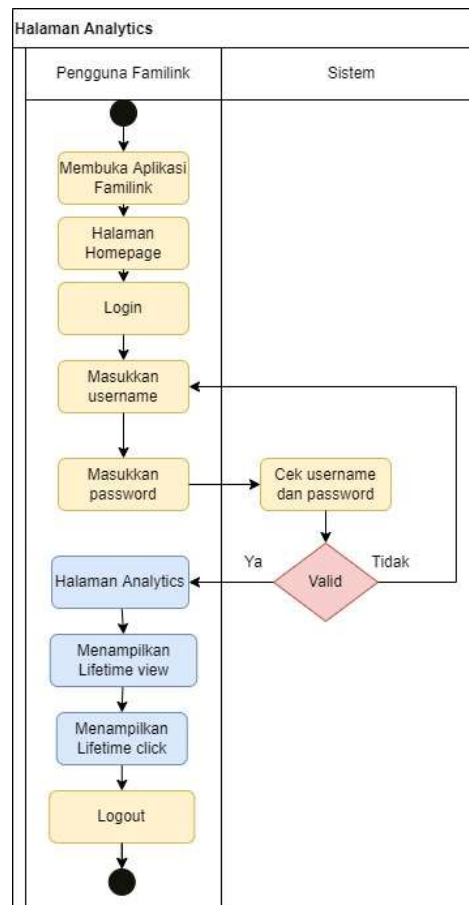 Halaman Analytics
Pengguna Familink
Sistem
Membuka Aplikasi
Familink
Halaman
Homepage
Login
Masukkan
username
Masukkan
password
Cek username
dan password
Valid
Ya
Tidak
Halaman Analytics
Menampilkan
Lifetime view
Menampilkan
Lifetime click
Logout